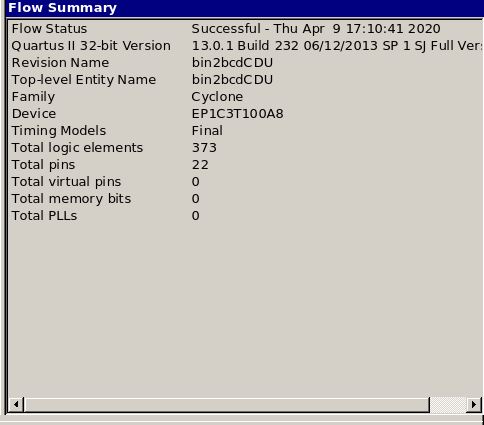 Flow Summary
Flow Status Successful - Thu Apr 9 17:10:41 2020
Quartus II 32-bit Version 13.0.1 Build 232 06/12/2013 SP 1 SJ Full
Revision Name bin2bcdCDU
Top-level Entity Name bin2bcdCDU
Family Cyclone
Device EP1C3T100A8
Timing Models Final
Total logic elements 373
Total pins 22
Total virtual pins 0
Total memory bits 0
Total PLLs 0